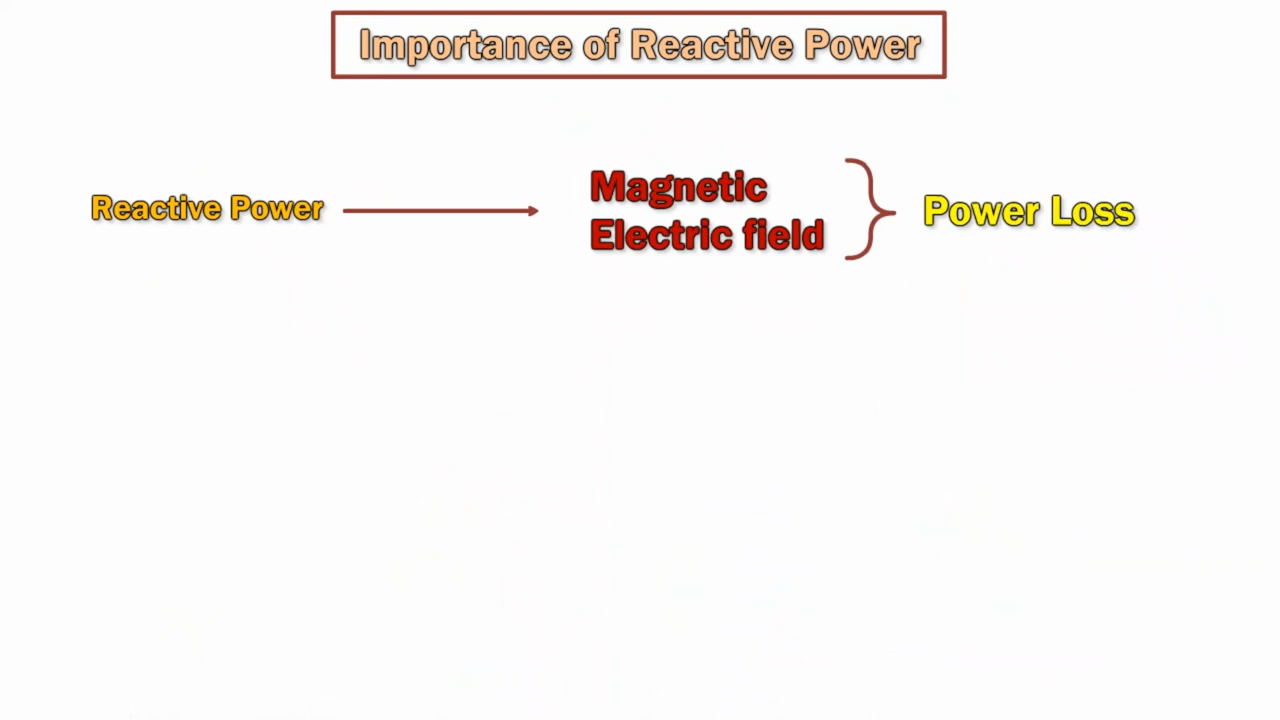 Importance of Reactive Power
Reactive Power
Magnetic
Electric field
Power Loss